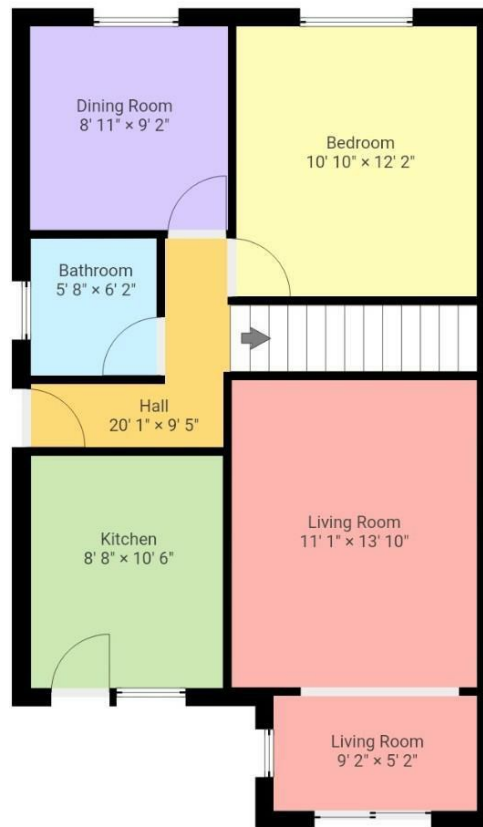 Dining Room
8' 11" × 9' 2"
Bedroom
10' 10" × 12' 2"
Bathroom
5' 8" × 6' 2"
Hall
20' 1" × 9' 5"
Kitchen
8' 8" × 10' 6"
Living Room
11' 1" × 13' 10"
Living Room
9' 2" × 5' 2"